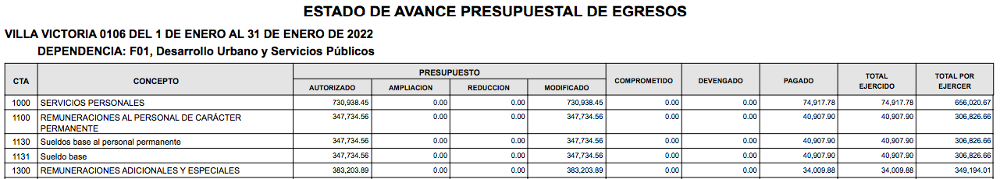 ESTADO DE AVANCE PRESUPUESTAL DE EGRESOS
VILLA VICTORIA 0106 DEL 1 DE ENERO AL 31 DE ENERO DE 2022
DEPENDENCIA: F01, Desarrollo Urbano y Servicios Públicos
CTA CONCEPTO PRESUPUESTO COMPROMETIDO DEVENGADO PAGADO TOTAL EJERCIDO TOTAL POR EJERCER
AUTORIZADO AMPLIACION REDUCCION MODIFICADO
1000 SERVICIOS PERSONALES 730,938.45 0.00 0.00 730,938.45 0.00 0.00 74,917.78 74,917.78 656,020.67
1100 REMUNERACIONES AL PERSONAL DE CARÁCTER 347,734.56 0.00 0.00 347,734.56 0.00 0.00 40,907.90 40,907.90 306,826.66
PERMANENTE
1130 Sueldos base al personal permanente 347,734.56 0.00 0.00 347,734.56 0.00 0.00 40,907.90 40,907.90 306,826.66
1131 Sueldo base 347,734.56 0.00 0.00 347,734.56 0.00 0.00 40,907.90 40,907.90 306,826.66
1300 REMUNERACIONES ADICIONALES Y ESPECIALES 383,203.89 0.00 0.00 383,203.89 0.00 0.00 34,009.88 34,009.88 349,194.01